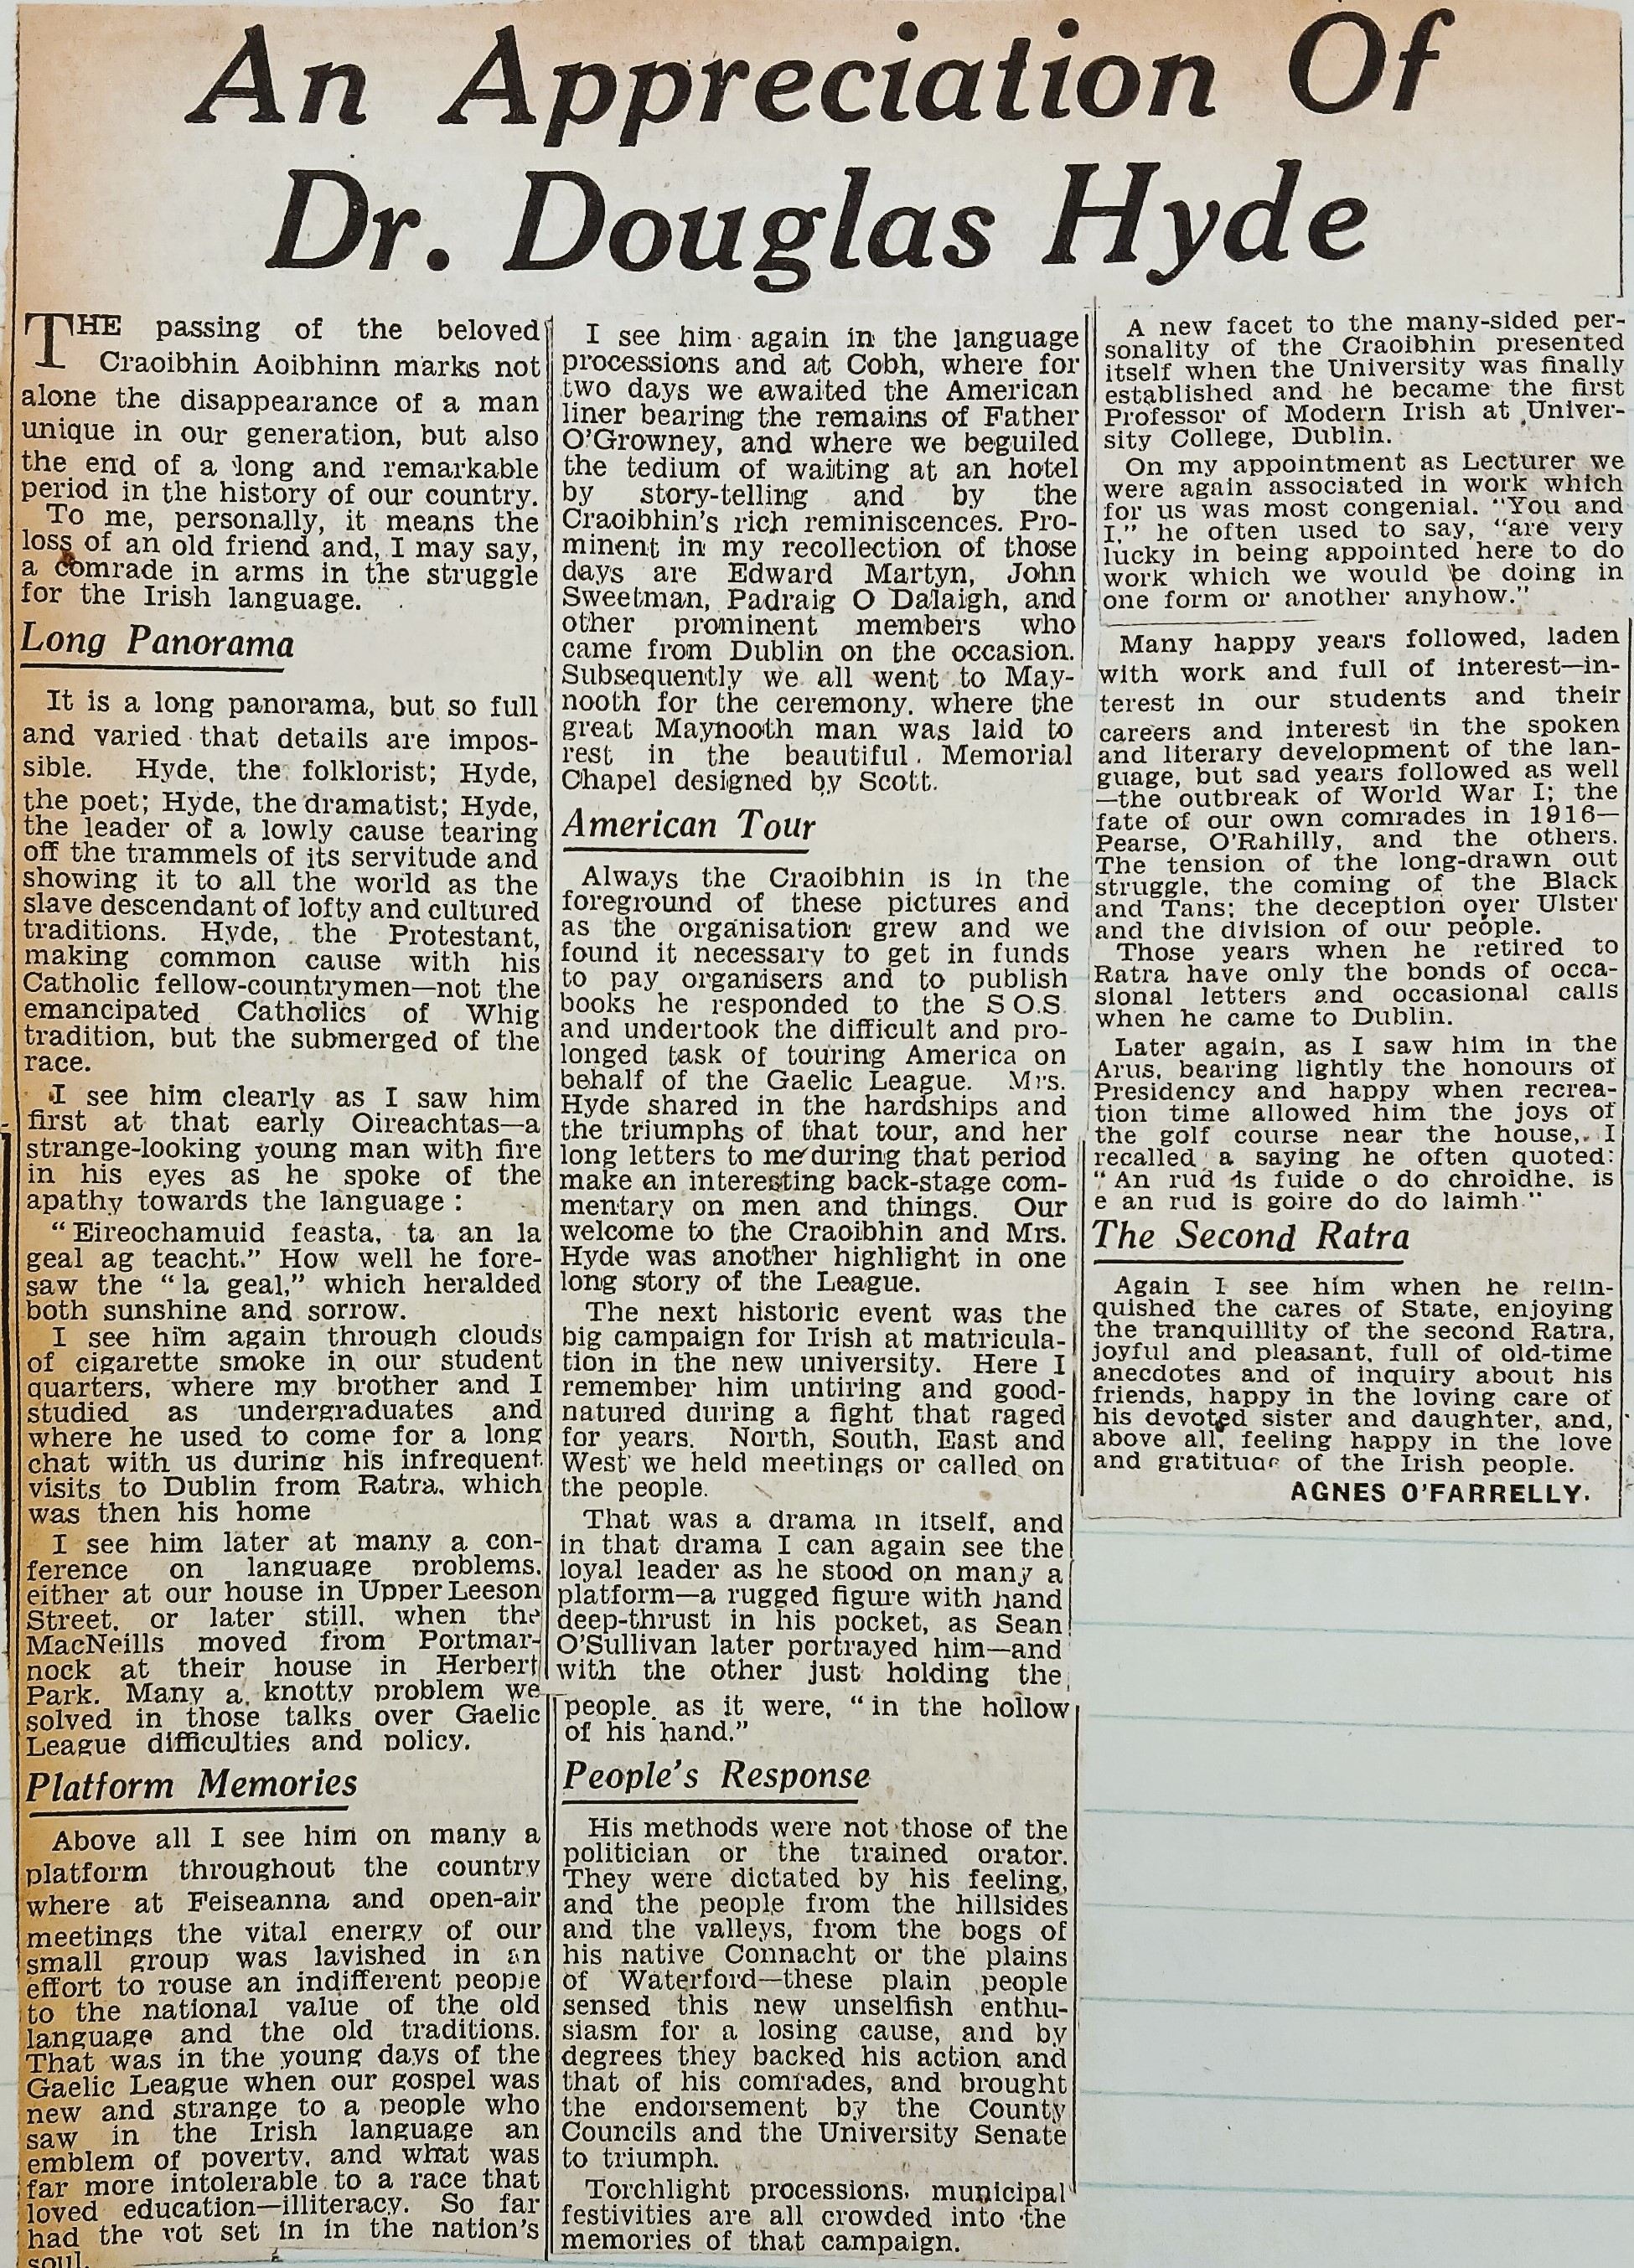 An Appreciation Of
Dr. Douglas Hyde
THE passing of the beloved
Craoibhin Aoibhinn marks not
alone the disappearance of a man
unique in our generation, but also
the end of a long and remarkable
period in the history of our country.
To me, personally, it means the
loss of an old friend and, I may say,
a comrade in arms in the struggle
for the Irish language.
Long Panorama
It is a long panorama, but so full
and varied that details are impos-
sible. Hyde, the folklorist; Hyde,
the poet; Hyde, the dramatist; Hyde,
the leader of a lowly cause tearing
off the trammels of its servitude and
showing it to all the world as the
slave descendant of lofty and cultured
traditions. Hyde, the Protestant,
making common cause with his
Catholic fellow-countrymen—not the
emancipated Catholics of Whig
tradition, but the submerged of the
race.
I see him clearly as I saw him
first at that early Oireachtas—a
strange-looking young man with fire
in his eyes as he spoke of the
apathy towards the language:
"Eireochamuid feasta, ta an la
geal ag teacht." How well he fore-
saw the "la geal," which heralded
both sunshine and sorrow.
I see him again through clouds
of cigarette smoke in our student
quarters, where my brother and I
studied as undergraduates and
where he used to come for a long
chat with us during his infrequent
visits to Dublin from Ratra, which
was then his home
I see him later at many a con-
ference on language problems,
either at our house in Upper Leeson
Street, or later still, when the
MacNeills moved from Portmar-
nock at their house in Herbert
Park. Many a knotty problem we
solved in those talks over Gaelic
League difficulties and policy.
Platform Memories
Above all I see him on many a
platform throughout the country
where at Feiseanna and open-air
meetings the vital energy of our
small group was lavished in an
effort to rouse an indifferent people
to the national value of the old
language and the old traditions.
That was in the young days of the
Gaelic League when our gospel was
new and strange to a people who
saw in the Irish language an
emblem of poverty, and what was
far more intolerable to a race that
loved education—illiteracy. So far
had the rot set in in the nation's
soul.
I see him again in the language
processions and at Cobh, where for
two days we awaited the American
liner bearing the remains of Father
O'Growney, and where we beguiled
the tedium of waiting at an hotel
by story-telling and by the
Craoibhin's rich reminiscences. Pro-
minent in my recollection of those
days are Edward Martyn, John
Sweetman, Padraig O Dalaigh, and
other prominent members who
came from Dublin on the occasion.
Subsequently we all went to May-
nooth for the ceremony, where the
great Maynooth man was laid to
rest in the beautiful Memorial
Chapel designed by Scott.
American Tour
Always the Craoibhin is in the
foreground of these pictures and
as the organisation grew and we
found it necessary to get in funds
to pay organisers and to publish
books he responded to the S O.S.
and undertook the difficult and pro-
longed task of touring America on
behalf of the Gaelic League. Mrs.
Hyde shared in the hardships and
the triumphs of that tour, and her
long letters to me during that period
make an interesting back-stage com-
mentary on men and things. Our
welcome to the Craoibhin and Mrs.
Hyde was another highlight in one
long story of the League.
The next historic event was the
big campaign for Irish at matricula-
tion in the new university. Here I
remember him untiring and good-
natured during a fight that raged
for years. North, South, East and
West we held meetings or called on
the people.
That was a drama in itself, and
in that drama I can again see the
loyal leader as he stood on many a
platform—a rugged figure with hand
deep-thrust in his pocket, as Sean
O'Sullivan later portrayed him—and
with the other just holding the
people, as it were, "in the hollow
of his hand."
People's Response
His methods were not those of the
politician or the trained orator.
They were dictated by his feeling,
and the people from the hillsides
and the valleys, from the bogs of
his native Connacht or the plains
of Waterford—these plain people
sensed this new unselfish enthu-
siasm for a losing cause, and by
degrees they backed his action and
that of his comrades, and brought
the endorsement by the County
Councils and the University Senate
to triumph.
Torchlight processions, municipal
festivities are all crowded into the
memories of that campaign.
A new facet to the many-sided per-
sonality of the Craoibhin presented
itself when the University was finally
established and he became the first
Professor of Modern Irish at Univer-
sity College, Dublin.
On my appointment as Lecturer we
were again associated in work which
for us was most congenial. "You and
I," he often used to say, "are very
lucky in being appointed here to do
work which we would be doing in
one form or another anyhow."
Many happy years followed, laden
with work and full of interest—in-
terest in our students and their
careers and interest in the spoken
and literary development of the lan-
guage, but sad years followed as well
—the outbreak of World War I; the
fate of our own comrades in 1916—
Pearse, O'Rahilly, and the others.
The tension of the long-drawn out
struggle, the coming of the Black
and Tans; the deception over Ulster
and the division of our people.
Those years when he retired to
Ratra have only the bonds of occa-
sional letters and occasional calls
when he came to Dublin.
Later again, as I saw him in the
Arus, bearing lightly the honours of
Presidency and happy when recrea-
tion time allowed him the joys of
the golf course near the house, I
recalled a saying he often quoted:
"An rud is fuide o do chroidhe, is
e an rud is goire do do laimh"
The Second Ratra
Again I see him when he relin-
quished the cares of State, enjoying
the tranquillity of the second Ratra,
joyful and pleasant, full of old-time
anecdotes and of inquiry about his
friends, happy in the loving care of
his devoted sister and daughter, and,
above all, feeling happy in the love
and gratitude of the Irish people.
AGNES O'FARRELLY.